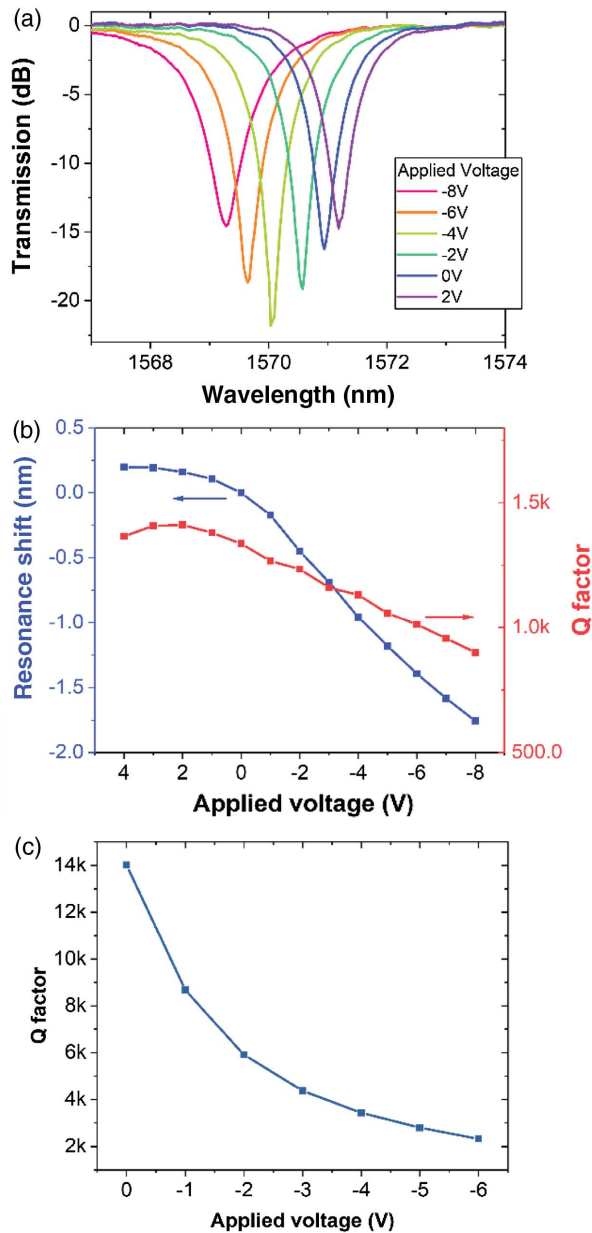 (a)
0
-5
-10
-15
-20
Transmission (dB)
Applied Voltage
-8V
-6V
-4V
-2V
0V
2V
1568
1570
1572
1574
Wavelength (nm)
(b)
0.5
0.0
-0.5
-1.0
-1.5
-2.0
Resonance shift (nm)
1.5k
1.0k
500.0
Q factor
4
2
0
-2
-4
-6
-8
Applied voltage (V)
(c)
14k
12k
10k
8k
6k
4k
2k
Q factor
0
-1
-2
-3
-4
-5
-6
Applied voltage (V)